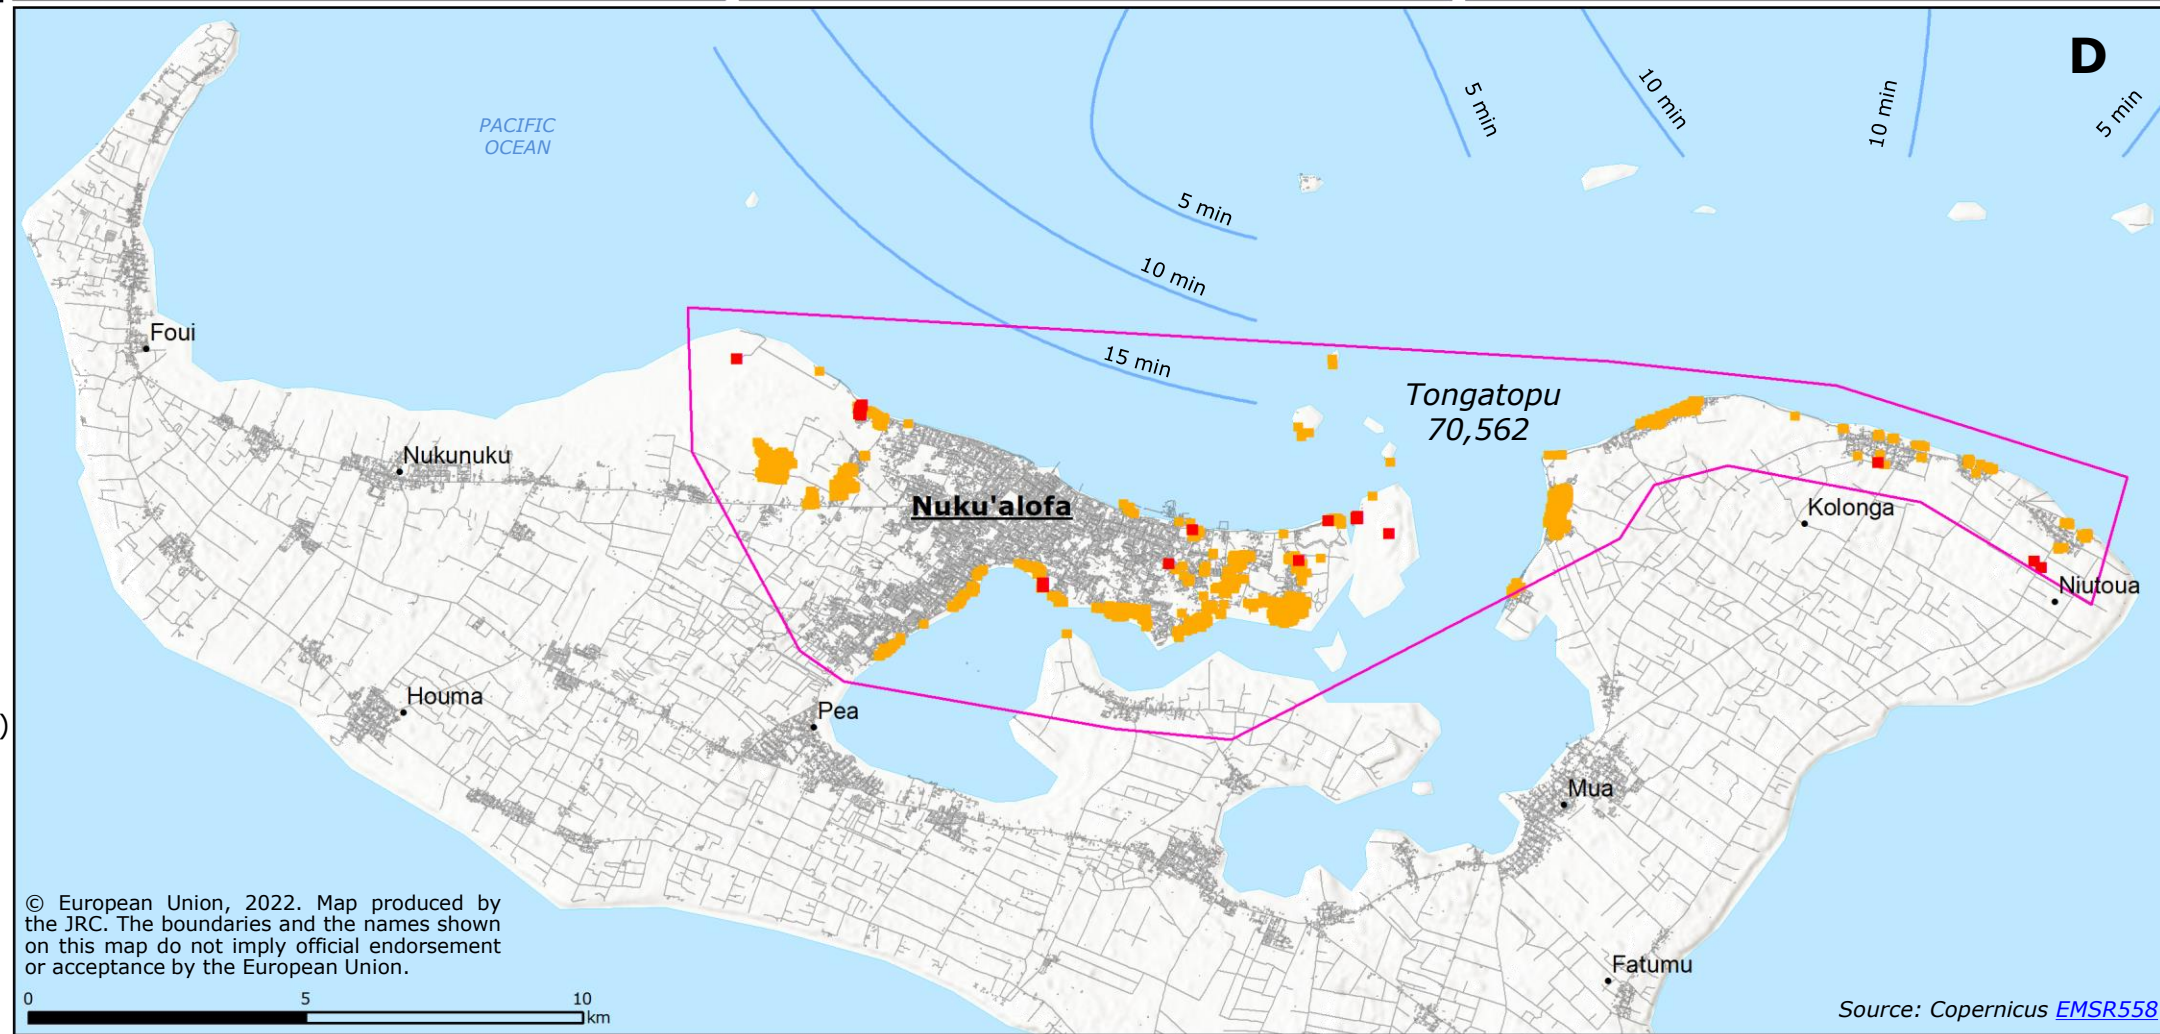 D
5 min
10 min
10 min
5 min
PACIFIC
OCEAN
5 min
10 min
Foui
15 min
Tongatopu
70,562
Nukunuku
Nuku'alofa
Kolonga
Niutoua
Houma
Pea
)
Mua
© European Union, 2022. Map produced by
the JRC. The boundaries and the names shown
on this map do not imply official endorsement
or acceptance by the European Union.
Fatumu
0 5 10
km
Source: Copernicus EMSR558